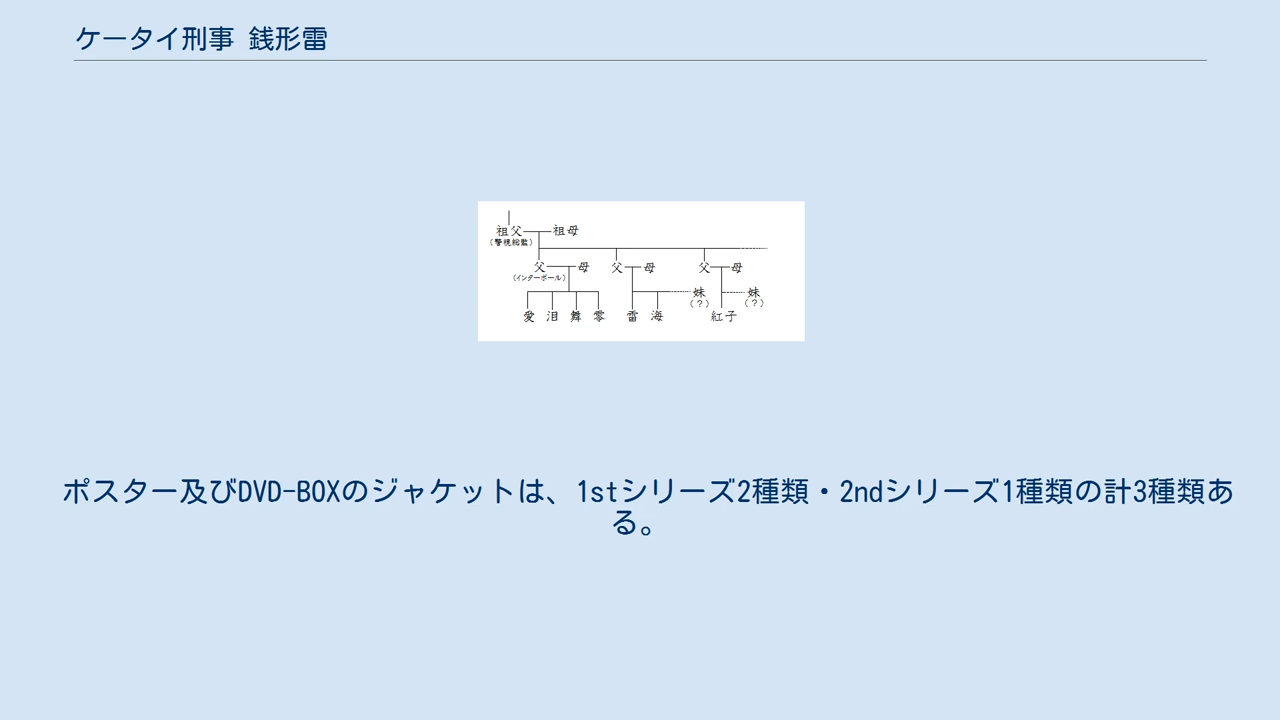 ケータイ刑事 銭形雷
祖父 祖母
(警視総監)
父 母 父 母 父 母
(インターポール)
妹 妹
(?) (?)
愛 泪 舞 零 雷 海 紅子
ポスター及びDVD-BOXのジャケットは、1stシリーズ2種類・2ndシリーズ1種類の計3種類あ
る。